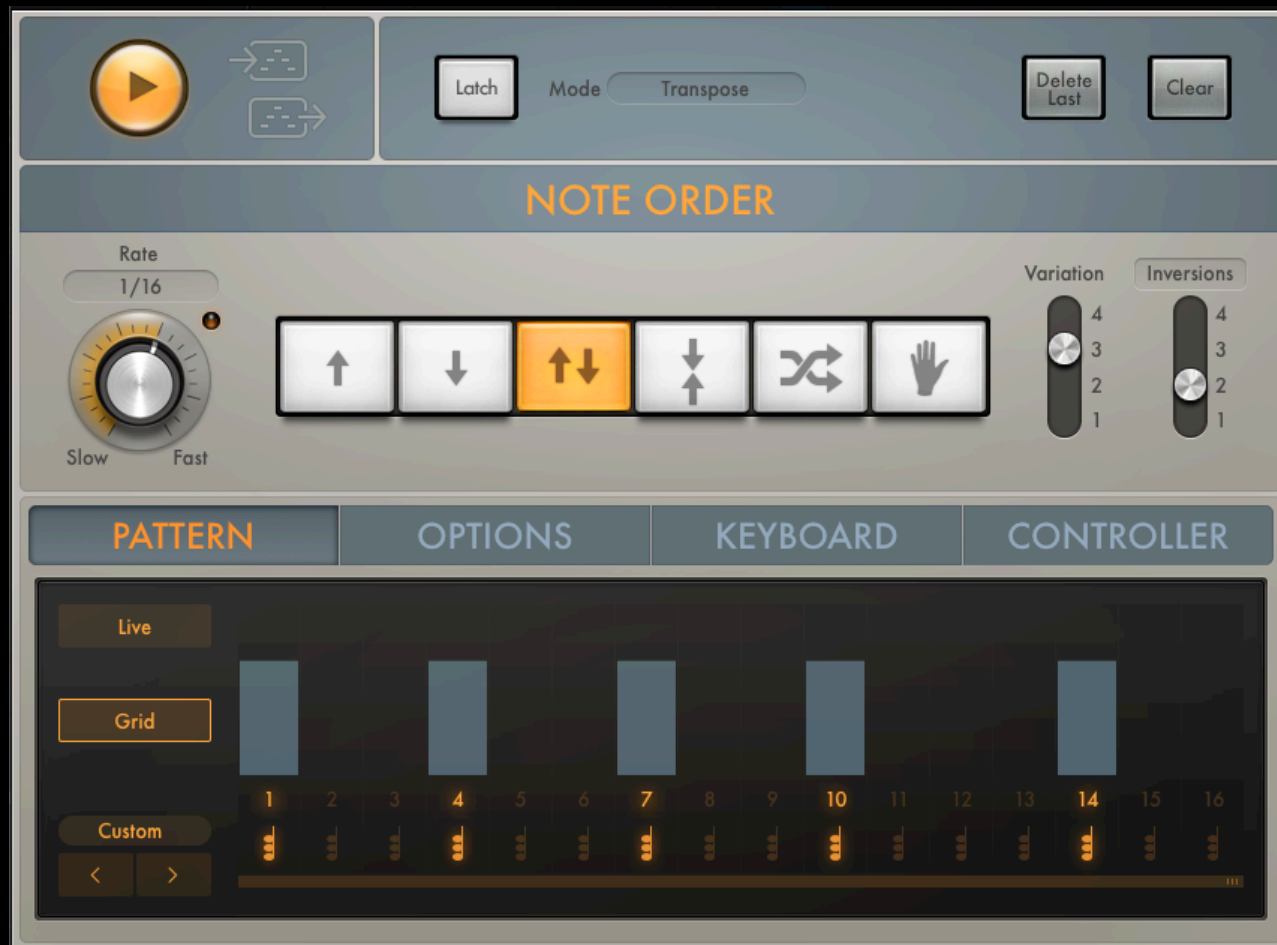 Latch
Mode
Transpose
Delete
Last
Clear
NOTE ORDER
Rate
1/16
Slow
Fast
Variation
4
3
2
1
Inversions
4
3
2
1
PATTERN
OPTIONS
KEYBOARD
CONTROLLER
Live
Grid
Custom
1 2 3 4 5 6 7 8 9 10 11 12 13 14 15 16